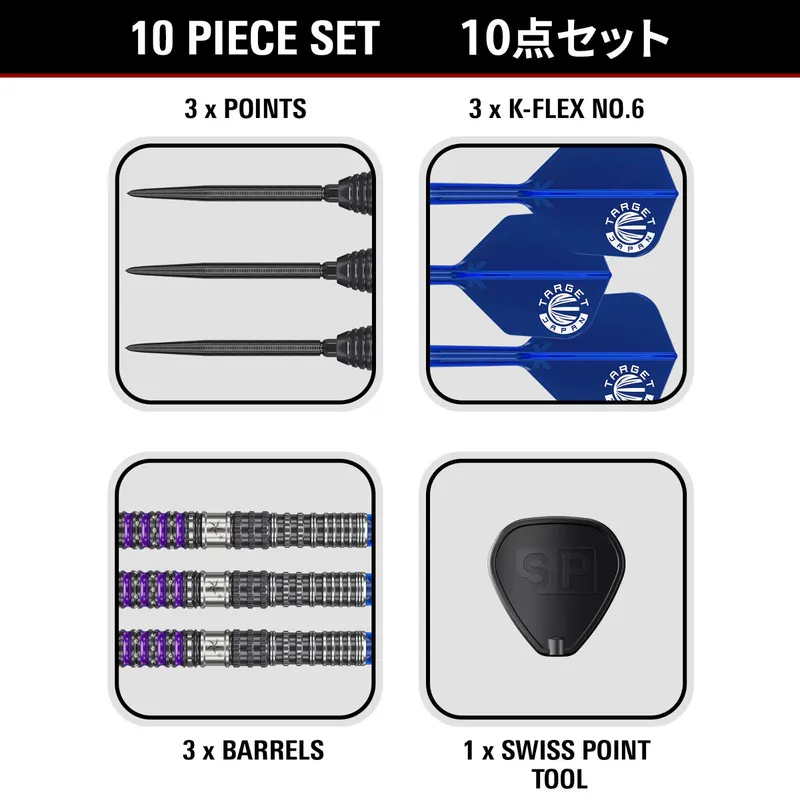 10 PIECE SET 10点セット
3 x POINTS
3 x K-FLEX NO.6
TARGET
JAPAN
TARGET
JAPAN
TARGET
JAPAN
3 x BARRELS
SP
1 x SWISS POINT
TOOL